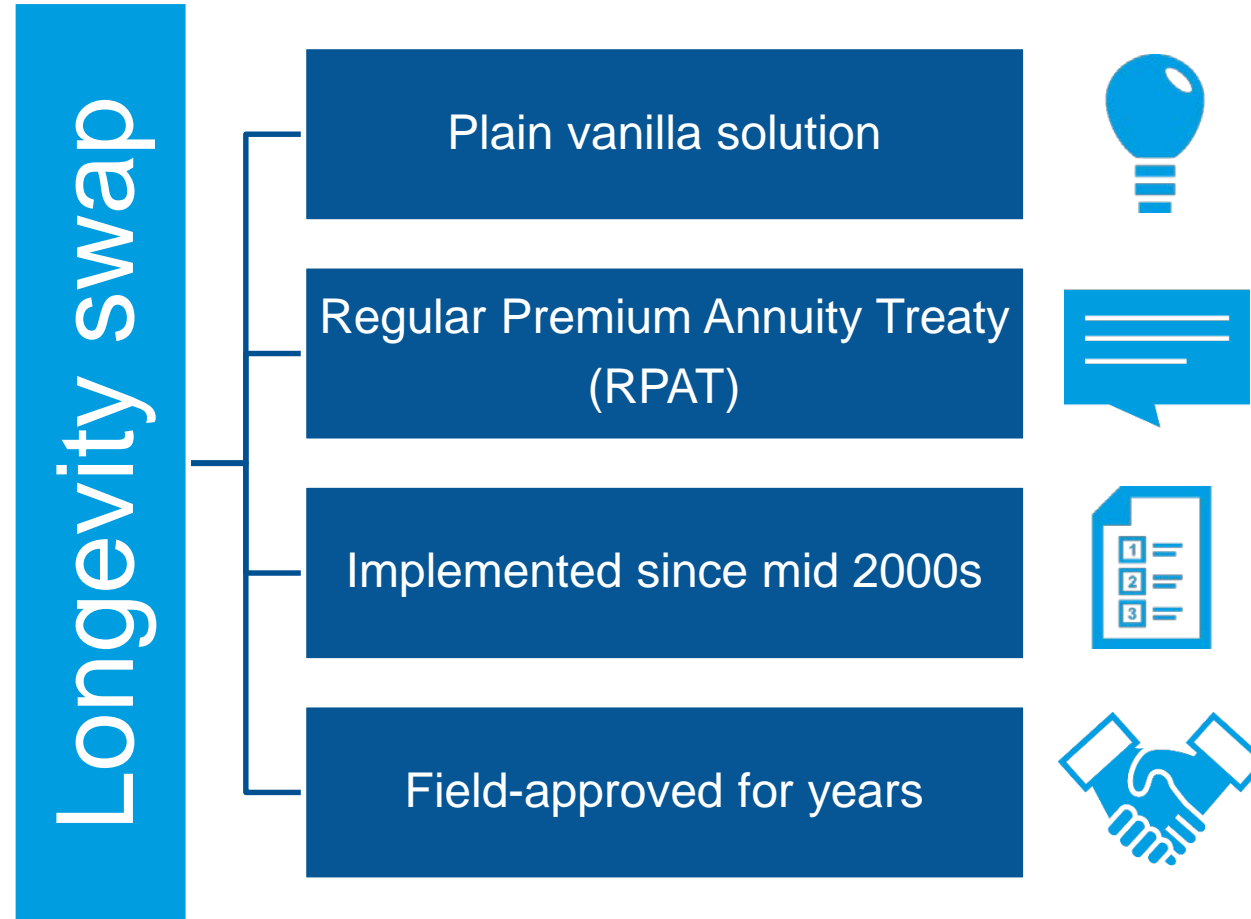 Longevity swap
Plain vanilla solution
Regular Premium Annuity Treaty
(RPAT)
Implemented since mid 2000s
1
2
3
Field-approved for years